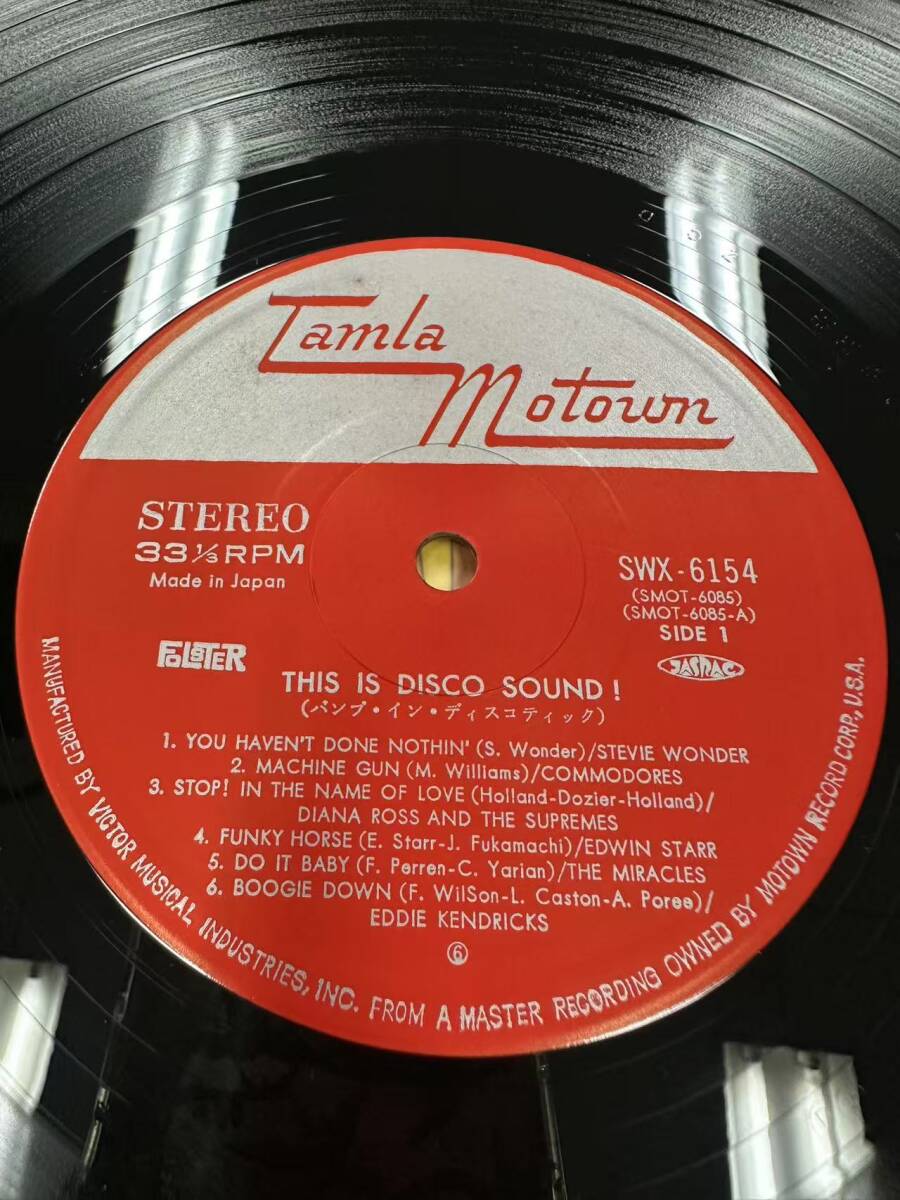 Tamla
Motown
STEREO
33 1/3 RPM
Made in Japan
SWX-6154
(SMOT-6085)
(SMOT-6085-A)
SIDE 1
FOLSTER
JASRAC
THIS IS DISCO SOUND!
(バンプ・イン・ディスコティック)
1. YOU HAVEN'T DONE NOTHIN' (S. Wonder)/STEVIE WONDER
2. MACHINE GUN (M. Williams)/COMMODORES
3. STOP! IN THE NAME OF LOVE (Holland-Dozier-Holland)/
DIANA ROSS AND THE SUPREMES
4. FUNKY HORSE (E. Starr-J. Fukamachi)/EDWIN STARR
5. DO IT BABY (F. Perren-C. Yarian)/THE MIRACLES
6. BOOGIE DOWN (F. WilSon-L. Caston-A. Poree)/
EDDIE KENDRICKS
⑥
MANUFACTURED BY VICTOR MUSICAL INDUSTRIES, INC. FROM A MASTER RECORDING OWNED BY MOTOWN RECORD CORP., U.S.A.